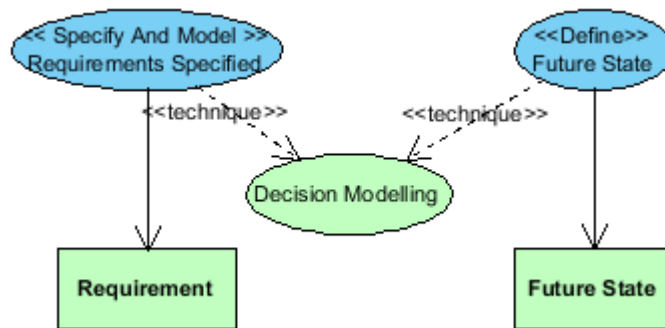 << Specify And Model >>
Requirements Specified
<<Define>>
Future State
<<technique>>
<<technique>>
Decision Modelling
Requirement
Future State